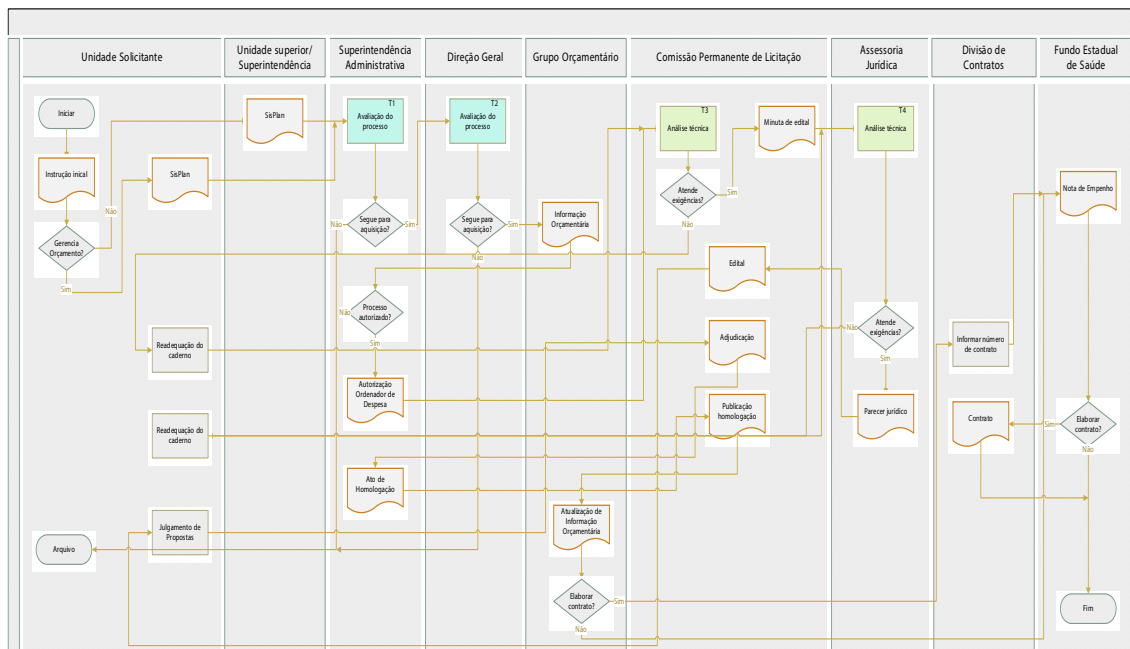 Unidade Solicitante
Unidade superior/
Superintendência
Superintendência
Administrativa
Direção Geral
Grupo Orçamentário
Comissão Permanente de Licitação
Assessoria
Jurídica
Divisão de
Contratos
Fundo Estadual
de Saúde
Iniciar
Instrução inical
Gerencia
Orçamento?
Não
Sim
SisPlan
Readequação do
caderno
Readequação do
caderno
Julgamento de
Propostas
Arquivo
SisPlan
T1
Avaliação do
processo
Segue para
aquisição?
Não
Sim
Processo
autorizado?
Não
Sim
Autorização
Ordenador de
Despesa
Ato de
Homologação
T2
Avaliação do
processo
Segue para
aquisição?
Sim
Não
Informação
Orçamentária
Atualização de
Informação
Orçamentária
Elaborar
contrato?
Sim
Não
T3
Análise técnica
Atende
exigências?
Sim
Não
Minuta de edital
Edital
Adjudicação
Publicação
homologação
T4
Análise técnica
Atende
exigências?
Não
Sim
Parecer jurídico
Informar número
de contrato
Contrato
Nota de Empenho
Elaborar
contrato?
Sim
Não
Fim